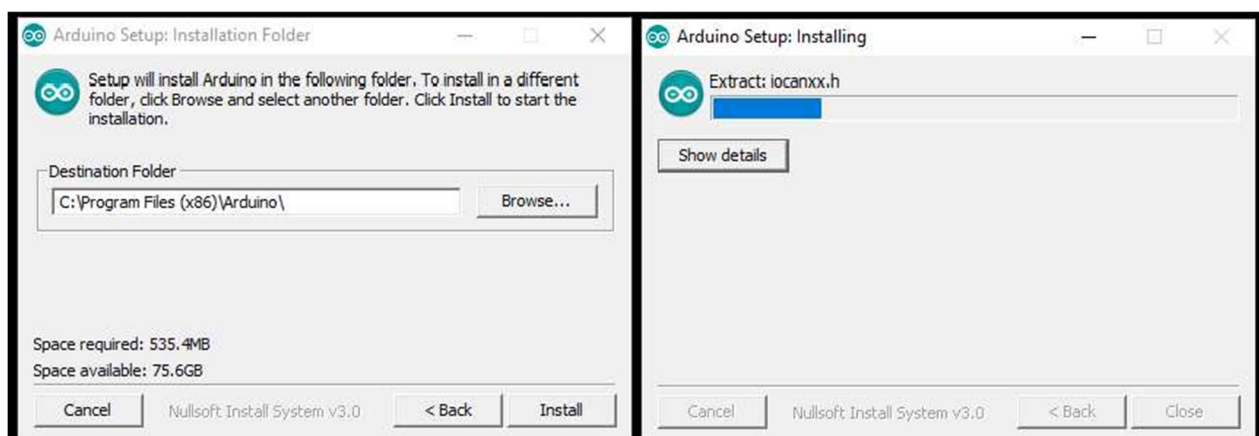 Arduino Setup: Installation Folder
Setup will install Arduino in the following folder. To install in a different
folder, click Browse and select another folder. Click Install to start the
installation.
Destination Folder
C:\Program Files (x86)\Arduino\
Browse...
Space required: 535.4MB
Space available: 75.6GB
Cancel
Nullsoft Install System v3.0
< Back
Install
Arduino Setup: Installing
Extract: iocanxx.h
Show details
Cancel
Nullsoft Install System v3.0
< Back
Close